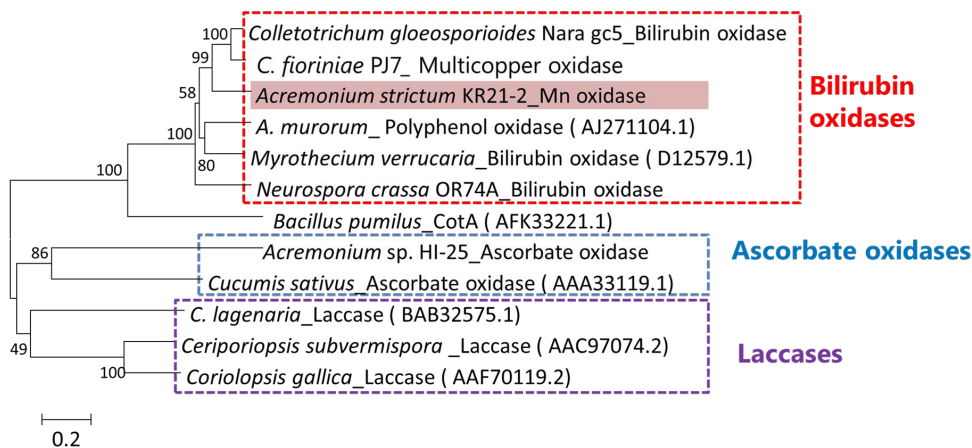 100
Colletotrichum gloeosporioides Nara gc5_Bilirubin oxidase
99
C. fioriniae PJ7_ Multicopper oxidase
58
Acremonium strictum KR21-2_Mn oxidase
Bilirubin
oxidases
A. murorum_ Polyphenol oxidase ( AJ271104.1)
100
Myrothecium verrucaria_Bilirubin oxidase ( D12579.1)
80
100
Neurospora crassa OR74A_Bilirubin oxidase
Bacillus pumilus_CotA ( AFK33221.1)
86
Acremonium sp. HI-25_Ascorbate oxidase
Ascorbate oxidases
Cucumis sativus_Ascorbate oxidase ( AAA33119.1)
C. lagenaria_Laccase ( BAB32575.1)
49
Ceriporiopsis subvermispora _Laccase ( AAC97074.2)
Laccases
100
Coriolopsis gallica_Laccase ( AAF70119.2)
0.2